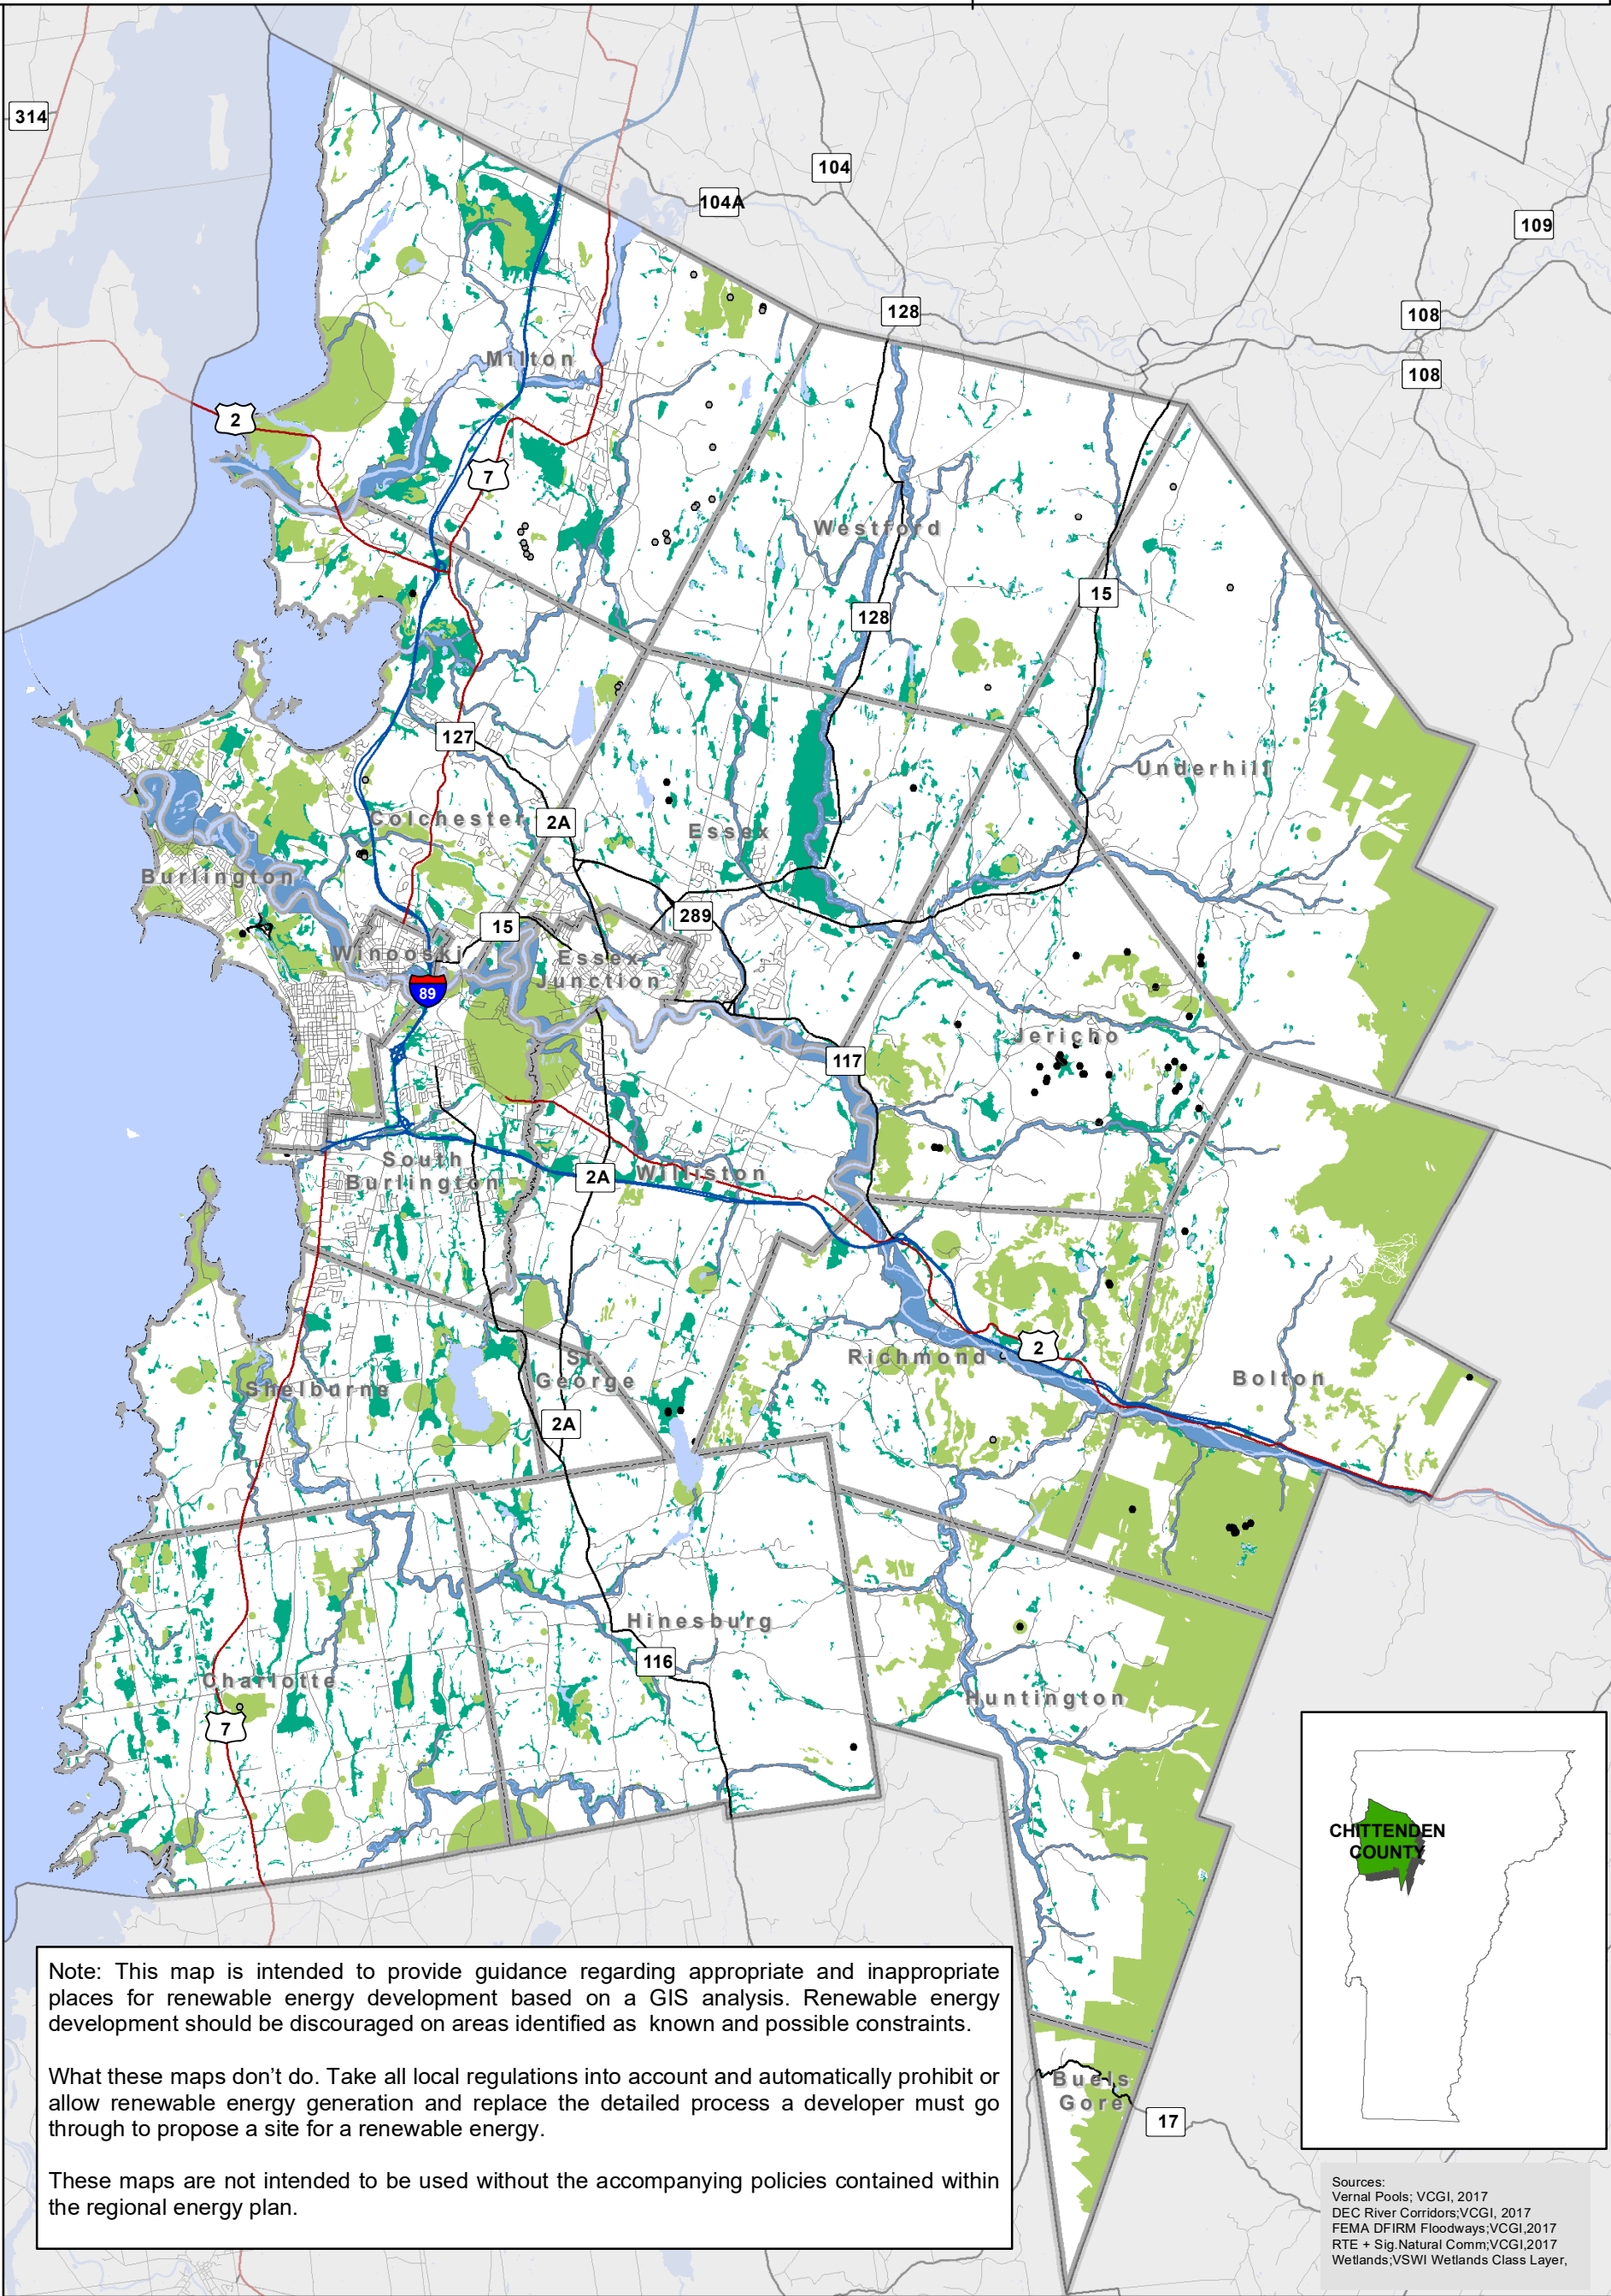 314
104
104A
109
128
108
108
Milton
2
7
Westford
128
15
127
Underhill
Colchester
2A
Essex
Burlington
289
15
Winooski
Essex
Junction
89
Jericho
117
South
Burlington
2A
Williston
2
Richmond
St.
George
Bolton
Shelburne
2A
Hinesburg
116
Charlotte
7
Huntington
CHITTENDEN
COUNTY
Buels
Gore
17
Note: This map is intended to provide guidance regarding appropriate and inappropriate
places for renewable energy development based on a GIS analysis. Renewable energy
development should be discouraged on areas identified as known and possible constraints.
What these maps don’t do. Take all local regulations into account and automatically prohibit or
allow renewable energy generation and replace the detailed process a developer must go
through to propose a site for a renewable energy.
These maps are not intended to be used without the accompanying policies contained within
the regional energy plan.
Sources:
Vernal Pools; VCGI, 2017
DEC River Corridors;VCGI, 2017
FEMA DFIRM Floodways;VCGI,2017
RTE + Sig.Natural Comm;VCGI,2017
Wetlands;VSWI Wetlands Class Layer,